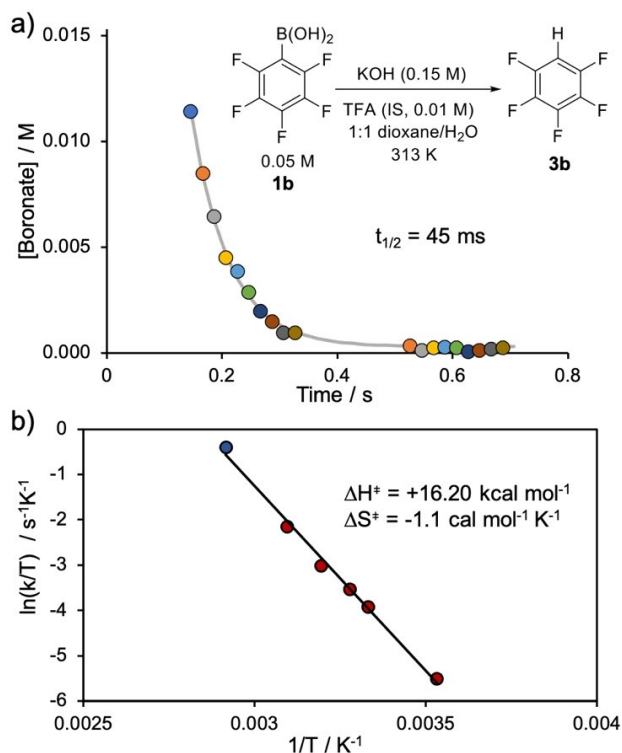 a)
0.015
0.010
0.005
0.000
[Boronate] / M
0
0.2
0.4
0.6
0.8
Time / s
B(OH)₂
F
F
F
F
F
0.05 M
1b
KOH (0.15 M)
TFA (IS, 0.01 M)
1:1 dioxane/H₂O
313 K
H
F
F
F
F
F
3b
t₁/₂ = 45 ms
b)
0
-1
-2
-3
-4
-5
-6
ln(k/T) / s⁻¹K⁻¹
ΔH‡ = +16.20 kcal mol⁻¹
ΔS‡ = -1.1 cal mol⁻¹ K⁻¹
0.0025
0.003
0.0035
0.004
1/T / K⁻¹